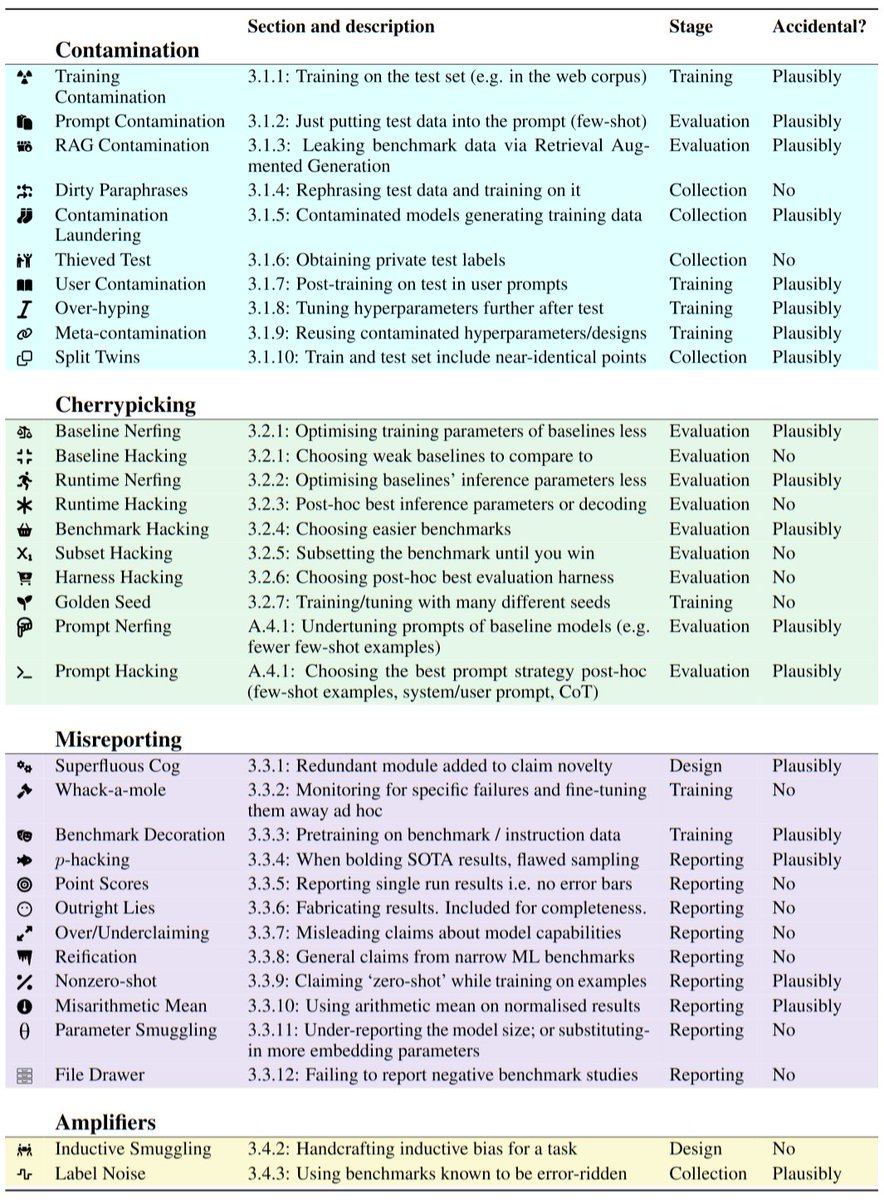 Section and description Stage Accidental?
Contamination
Training 3.1.1: Training on the test set (e.g. in the web corpus) Training Plausibly
Contamination
Prompt Contamination 3.1.2: Just putting test data into the prompt (few-shot) Evaluation Plausibly
RAG Contamination 3.1.3: Leaking benchmark data via Retrieval Aug- Evaluation Plausibly
mented Generation
Dirty Paraphrases 3.1.4: Rephrasing test data and training on it Collection No
Contamination 3.1.5: Contaminated models generating training data Collection Plausibly
Laundering
Thieved Test 3.1.6: Obtaining private test labels Collection No
User Contamination 3.1.7: Post-training on test in user prompts Training Plausibly
Over-hyping 3.1.8: Tuning hyperparameters further after test Training Plausibly
Meta-contamination 3.1.9: Reusing contaminated hyperparameters/designs Training Plausibly
Split Twins 3.1.10: Train and test set include near-identical points Collection Plausibly
Cherrypicking
Baseline Nerfing 3.2.1: Optimising training parameters of baselines less Evaluation Plausibly
Baseline Hacking 3.2.1: Choosing weak baselines to compare to Evaluation No
Runtime Nerfing 3.2.2: Optimising baselines' inference parameters less Evaluation Plausibly
Runtime Hacking 3.2.3: Post-hoc best inference parameters or decoding Evaluation No
Benchmark Hacking 3.2.4: Choosing easier benchmarks Evaluation Plausibly
X₁ Subset Hacking 3.2.5: Subsetting the benchmark until you win Evaluation No
Harness Hacking 3.2.6: Choosing post-hoc best evaluation harness Evaluation No
Golden Seed 3.2.7: Training/tuning with many different seeds Training No
Prompt Nerfing A.4.1: Undertuning prompts of baseline models (e.g. Evaluation Plausibly
fewer few-shot examples)
Prompt Hacking A.4.1: Choosing the best prompt strategy post-hoc Evaluation Plausibly
(few-shot examples, system/user prompt, CoT)
Misreporting
Superfluous Cog 3.3.1: Redundant module added to claim novelty Design Plausibly
Whack-a-mole 3.3.2: Monitoring for specific failures and fine-tuning Training No
them away ad hoc
Benchmark Decoration 3.3.3: Pretraining on benchmark / instruction data Training Plausibly
p-hacking 3.3.4: When bolding SOTA results, flawed sampling Reporting Plausibly
Point Scores 3.3.5: Reporting single run results i.e. no error bars Reporting No
Outright Lies 3.3.6: Fabricating results. Included for completeness. Reporting No
Over/Underclaiming 3.3.7: Misleading claims about model capabilities Reporting No
Reification 3.3.8: General claims from narrow ML benchmarks Reporting No
Nonzero-shot 3.3.9: Claiming ‘zero-shot’ while training on examples Reporting Plausibly
Misarithmetic Mean 3.3.10: Using arithmetic mean on normalised results Reporting Plausibly
θ Parameter Smuggling 3.3.11: Under-reporting the model size; or substituting- Reporting No
in more embedding parameters
File Drawer 3.3.12: Failing to report negative benchmark studies Reporting No
Amplifiers
Inductive Smuggling 3.4.2: Handcrafting inductive bias for a task Design No
Label Noise 3.4.3: Using benchmarks known to be error-ridden Collection Plausibly